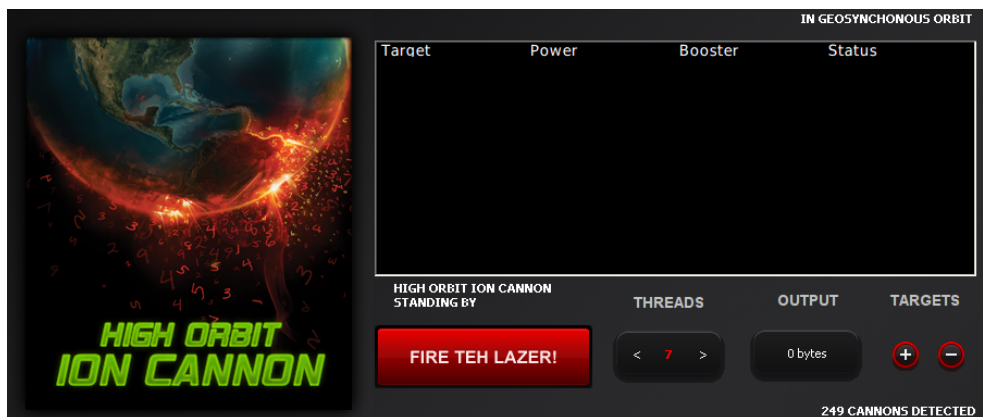 IN GEOSYNCHONOUS ORBIT
Target Power Booster Status
HIGH ORBIT
ION CANNON
HIGH ORBIT ION CANNON
STANDING BY
THREADS OUTPUT TARGETS
FIRE TEH LAZER!
< 7 >
0 bytes
+ −
249 CANNONS DETECTED